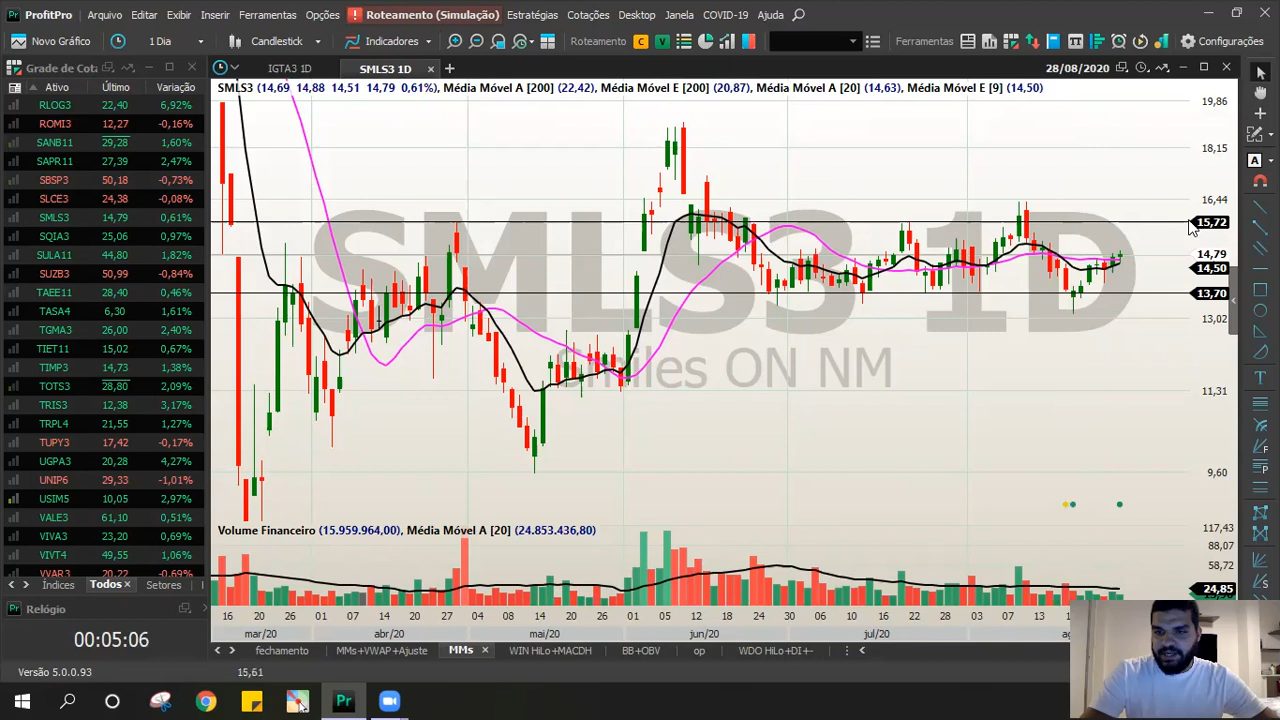 ProfitPro
Arquivo Editar Exibir Inserir Ferramentas Opções ! Roteamento (Simulação) Estratégias Cotações Desktop Janela COVID-19 Ajuda
Novo Gráfico 1 Dia Candlestick Indicadores Roteamento C V Ferramentas Configurações
Grade de Cota
IGTA3 1D SMLS3 1D
28/08/2020
Ativo Último Variação
SMLS3 (14,69 14,88 14,51 14,79 0,61%), Média Móvel A [200] (22,42), Média Móvel E [200] (20,87), Média Móvel A [20] (14,63), Média Móvel E [9] (14,50)
RLOG3 22,40 6,92%
ROMI3 12,27 -0,16%
SANB11 29,28 1,60%
SAPR11 27,39 2,47%
SBSP3 50,18 -0,73%
SLCE3 24,38 -0,08%
SMLS3 14,79 0,61%
SQIA3 25,06 0,97%
SULA11 44,80 1,82%
SUZB3 50,99 -0,84%
TAEE11 28,40 0,46%
TASA4 6,30 1,61%
TGMA3 26,00 2,40%
TIET11 15,02 0,67%
TIMP3 14,73 1,38%
TOTS3 28,80 2,09%
TRIS3 12,38 3,17%
TRPL4 21,55 1,27%
TUPY3 17,42 -0,17%
UGPA3 20,28 4,27%
UNIP6 29,33 -1,01%
USIM5 10,05 2,97%
VALE3 61,10 0,51%
VIVA3 23,20 0,69%
VIVT4 49,55 1,06%
VVAR3 20,22 -0,69%
Índices Todos Setores
Relógio
00:05:06
Versão 5.0.0.93
SMLS3 1D
Smiles ON NM
19,86
18,15
16,44
15,72
14,79
14,50
13,70
13,02
11,31
9,60
Volume Financeiro (15.959.964,00), Média Móvel A [20] (24.853.436,80)
117,43
88,07
24,85
16 20 26 01 07 14 20 27 04 08 14 20 26 01 05 12 18 24 30 06 10 16 22 28 03 07 13
mar/20 abr/20 mai/20 jun/20 jul/20
fechamento MMs+VWAP+Ajuste MMs WIN HiLo+MACDH BB+OBV op WDO HiLo+DI+-
15,61
Pr